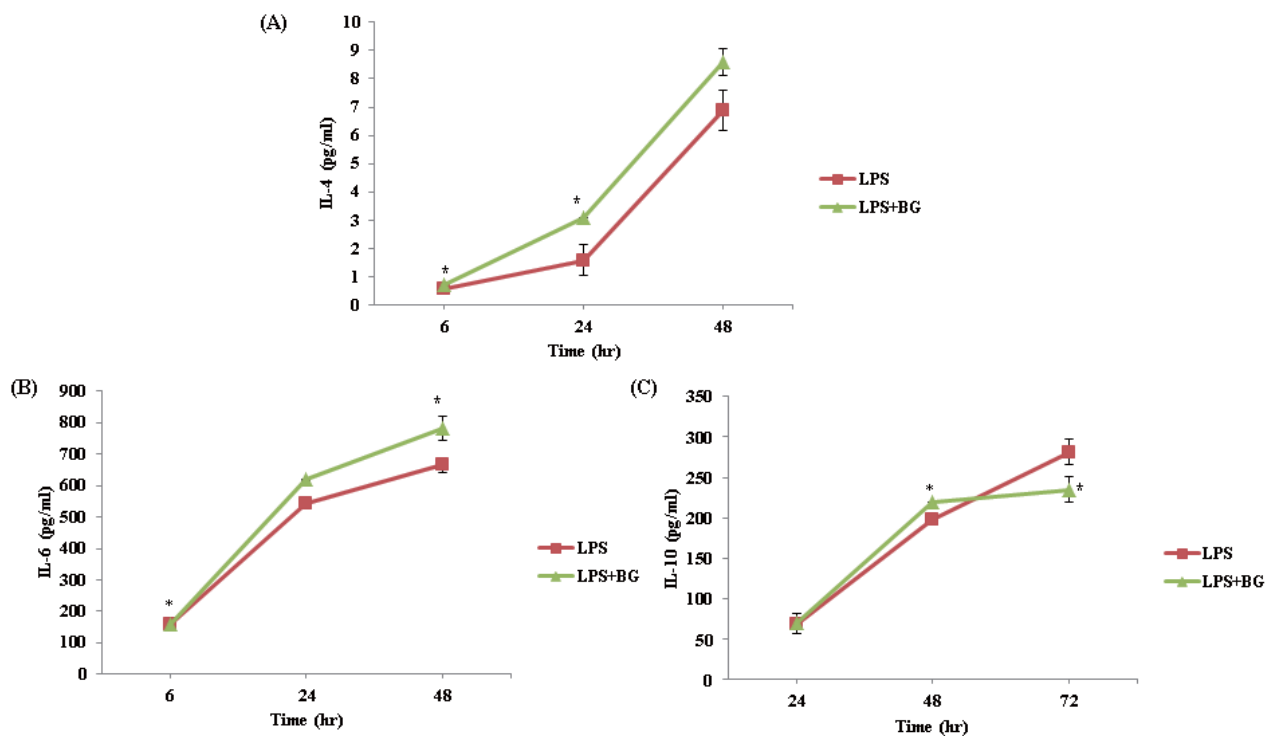 (A)
10
9
8
7
6
5
4
3
2
1
0
IL-4 (pg/ml)
*
*
6
24
48
Time (hr)
LPS
LPS+BG
(B)
900
800
700
600
500
400
300
200
100
0
IL-6 (pg/ml)
*
*
6
24
48
Time (hr)
LPS
LPS+BG
(C)
350
300
250
200
150
100
50
0
IL-10 (pg/ml)
*
*
24
48
72
Time (hr)
LPS
LPS+BG